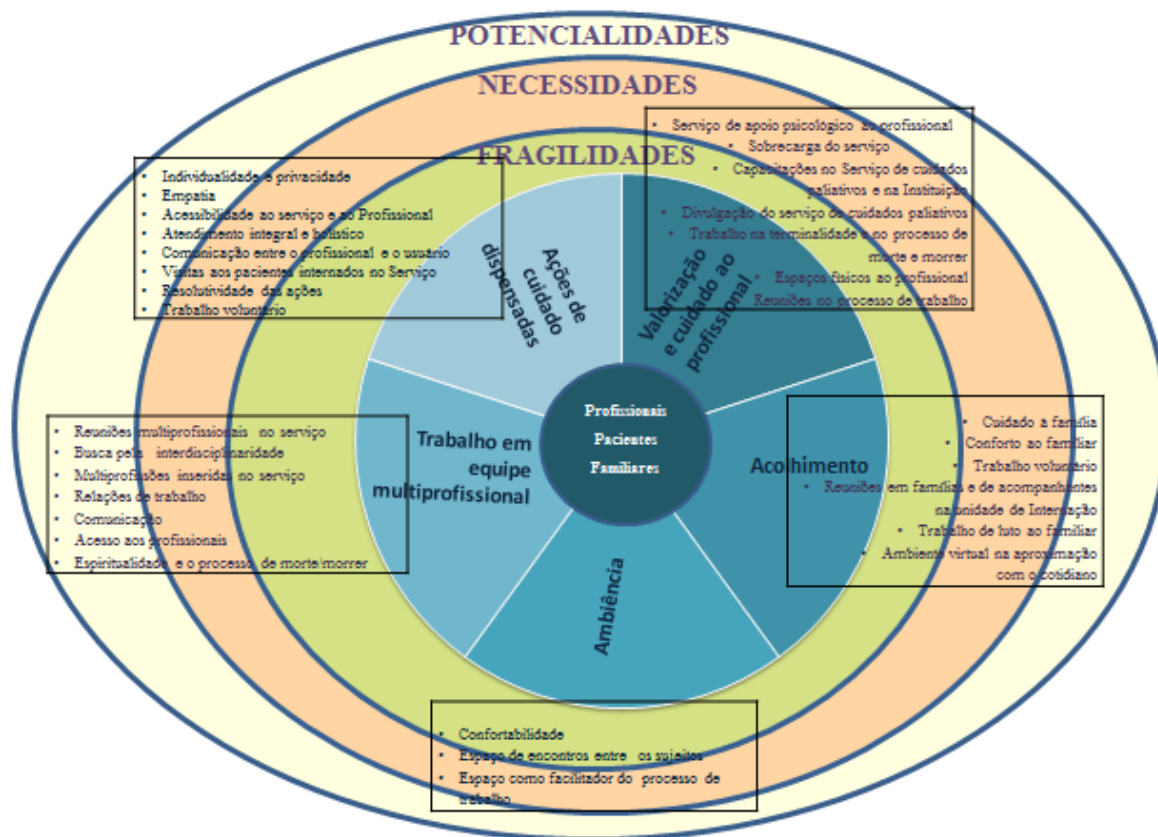 POTENCIALIDADES
NECESSIDADES
FRAGILIDADES
• Individualidade e privacidade
• Empatia
• Acessibilidade ao serviço e ao Profissional
• Atendimento integral e holístico
• Comunicação entre o profissional e o usuário
• Visitas aos pacientes internados no Serviço
• Resolutividade das ações
• Trabalho voluntário
• Serviço de apoio psicológico ao profissional
• Sobrecarga do serviço
• Capacitações no Serviço de cuidados
paliativos e na Instituição
• Divulgação do serviço de cuidados paliativos
• Trabalho na terminalidade e no processo de
morte e morrer
• Espaços físicos ao profissional
Reuniões no processo de trabalho
Ações de
cuidado
dispensadas
Valorização
e cuidado ao
profissional
Profissionais
Pacientes
Familiares
Trabalho em
equipe
multiprofissional
Acolhimento
Ambiência
• Reuniões multiprofissionais no serviço
• Busca pela interdisciplinaridade
• Multiprofissões inseridas no serviço
• Relações de trabalho
• Comunicação
• Acesso aos profissionais
• Espiritualidade e o processo de morte/morrer
• Cuidado à família
• Conforto ao familiar
• Trabalho voluntário
• Reuniões em famílias e de acompanhantes
na unidade de Internação
• Trabalho de luto ao familiar
• Ambiente virtual na aproximação
com o cotidiano
• Confortabilidade
• Espaço de encontros entre os sujeitos
• Espaço como facilitador do processo de
trabalho